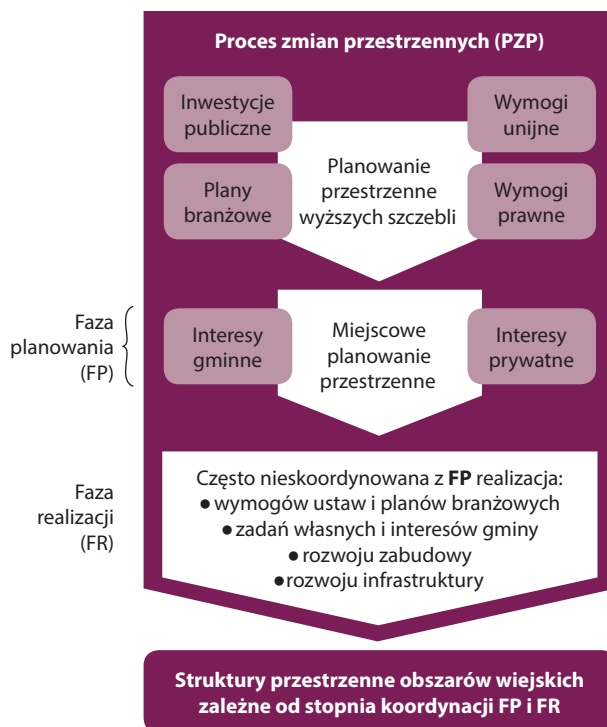 Proces zmian przestrzennych (PZP)
Inwestycje
publiczne
Wymogi
unijne
Planowanie
przestrzenne
wyższych szczebli
Plany
branżowe
Wymogi
prawne
Faza
planowania
(FP)
Interesy
gminne
Miejscowe
planowanie
przestrzenne
Interesy
prywatne
Faza
realizacji
(FR)
Często nieskoordynowana z FP realizacja:
● wymogów ustaw i planów branżowych
● zadań własnych i interesów gminy
● rozwoju zabudowy
● rozwoju infrastruktury
Struktury przestrzenne obszarów wiejskich
zależne od stopnia koordynacji FP i FR